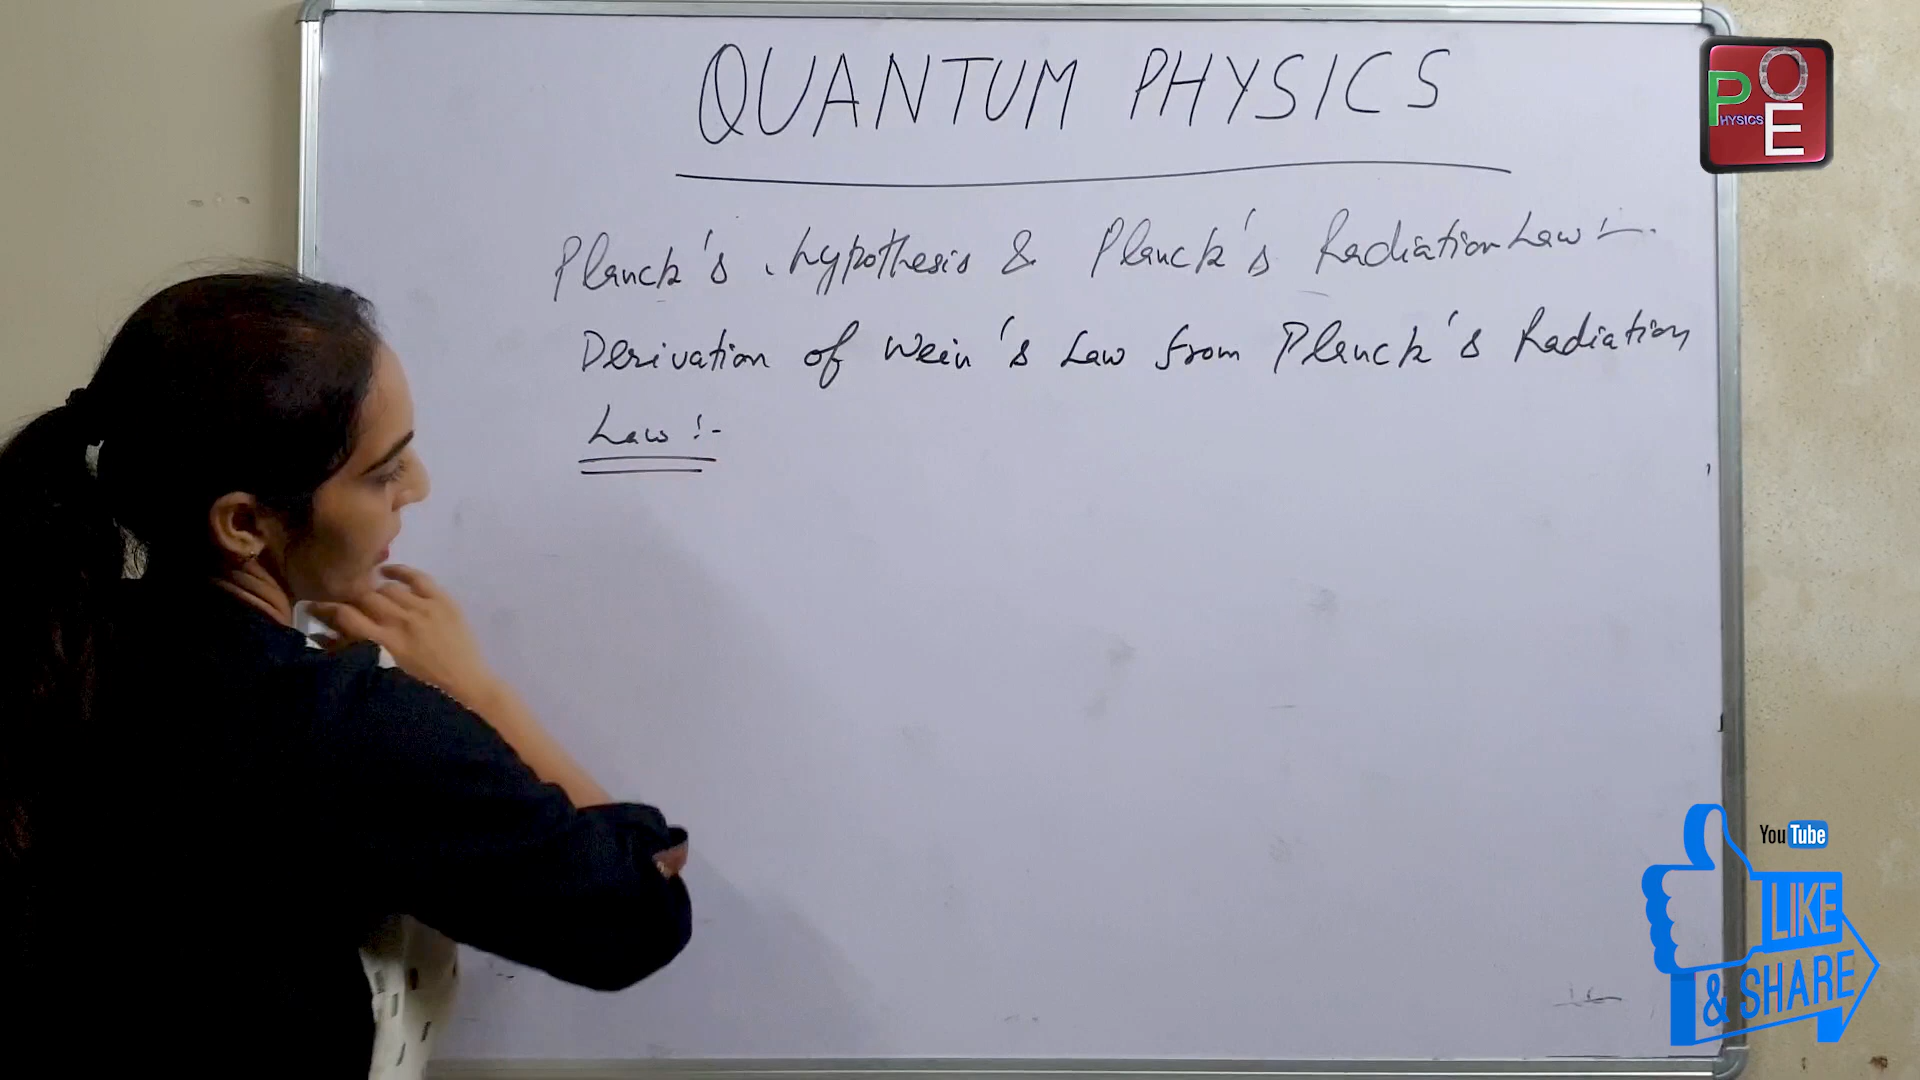 QUANTUM PHYSICS
Planck's hypothesis & Planck's Radiation Law :-
Derivation of Wein's Law from Planck's Radiation
Law :-
PHYSICS
O
E
YouTube
LIKE
& SHARE